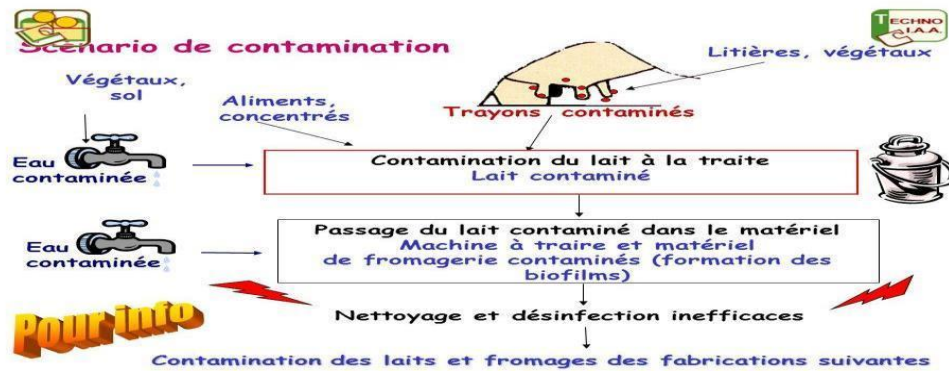 TECHNO
I.A.A.
Scénario de contamination
Litières, végétaux
Végétaux,
sol
Aliments,
concentrés
Trayons contaminés
Eau
contaminée
Contamination du lait à la traite
Lait contaminé
Eau
contaminée
Passage du lait contaminé dans le matériel
Machine à traire et matériel
de fromagerie contaminés (formation des
biofilms)
Pour info
Nettoyage et désinfection inefficaces
Contamination des laits et fromages des fabrications suivantes